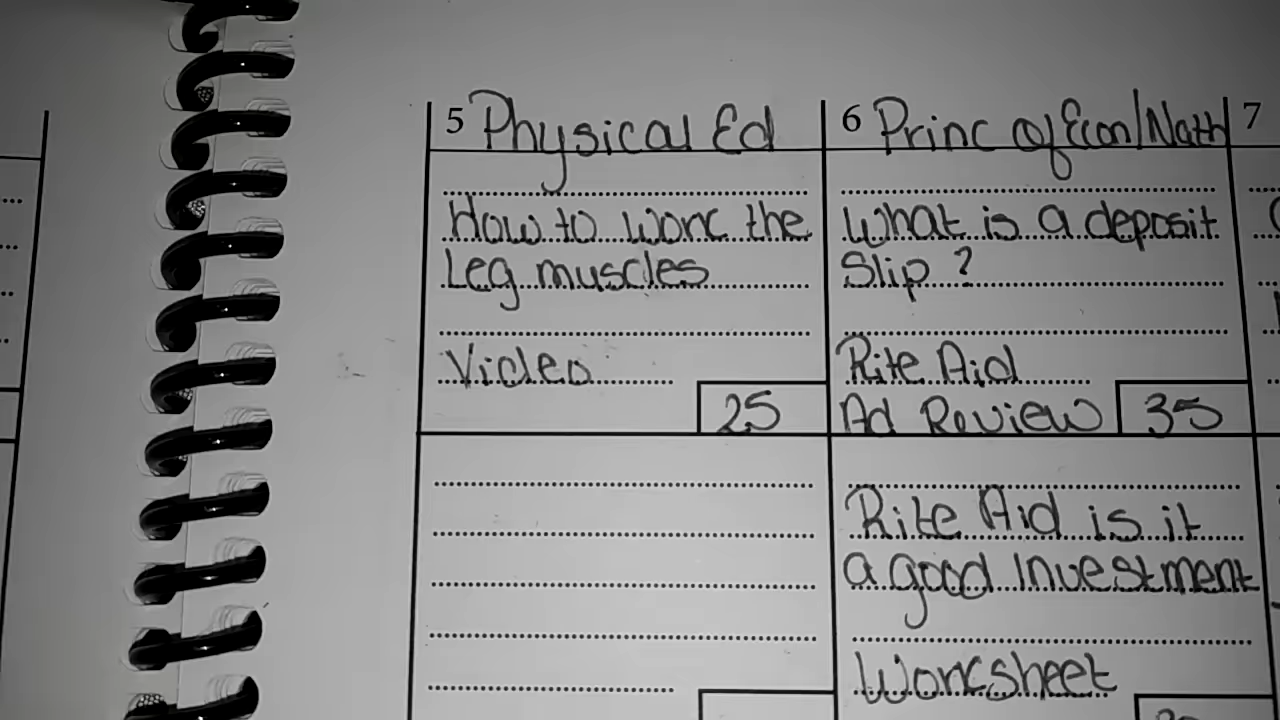 5 Physical Ed
How to work the
Leg muscles
Video
25
6 Princ of Econ/Math
What is a deposit
Slip?
Rite Aid
Ad Review
35
Rite Aid is it
a good Investment
Worksheet
7